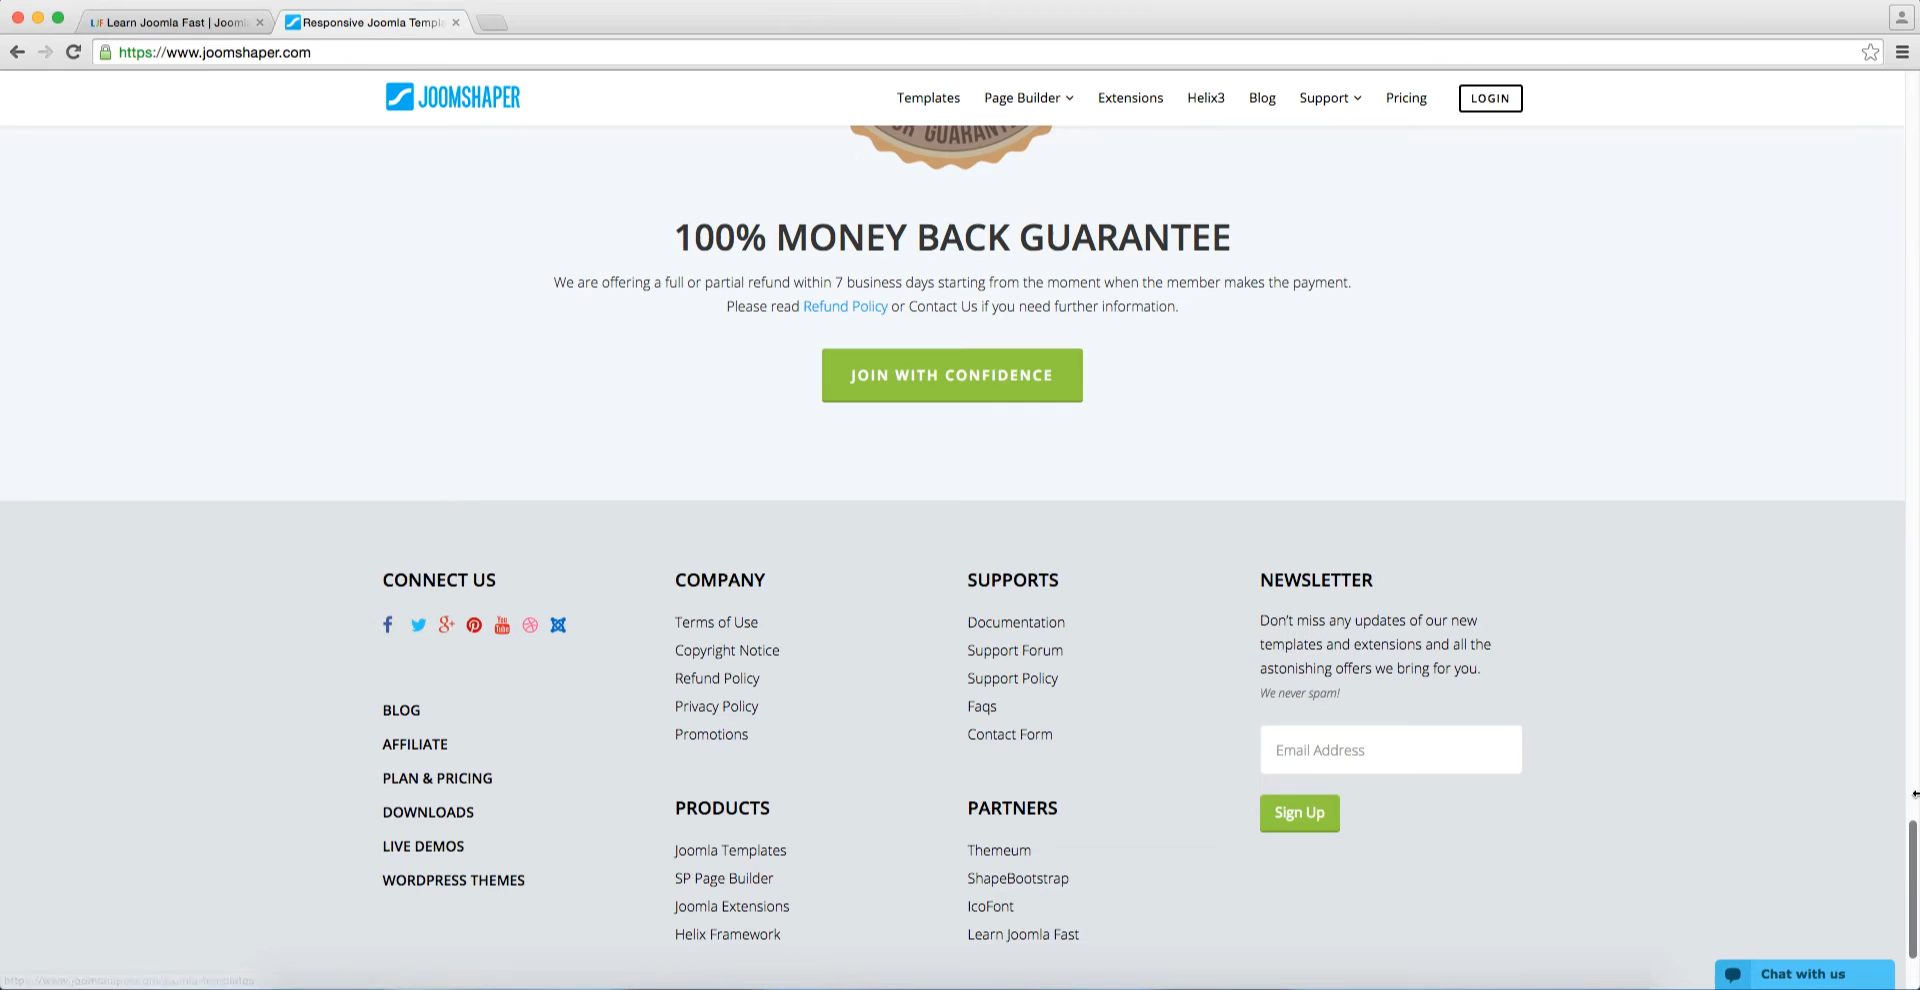 LJF Learn Joomla Fast | Jooml
Responsive Joomla Templ
https://www.joomshaper.com
JOOMSHAPER
Templates
Page Builder
Extensions
Helix3
Blog
Support
Pricing
LOGIN
OR GUARANTE
100% MONEY BACK GUARANTEE
We are offering a full or partial refund within 7 business days starting from the moment when the member makes the payment.
Please read Refund Policy or Contact Us if you need further information.
JOIN WITH CONFIDENCE
CONNECT US
g+
You
Tube
BLOG
AFFILIATE
PLAN & PRICING
DOWNLOADS
LIVE DEMOS
WORDPRESS THEMES
COMPANY
Terms of Use
Copyright Notice
Refund Policy
Privacy Policy
Promotions
PRODUCTS
Joomla Templates
SP Page Builder
Joomla Extensions
Helix Framework
SUPPORTS
Documentation
Support Forum
Support Policy
Faqs
Contact Form
PARTNERS
Themeum
ShapeBootstrap
IcoFont
Learn Joomla Fast
NEWSLETTER
Don't miss any updates of our new
templates and extensions and all the
astonishing offers we bring for you.
We never spam!
Email Address
Sign Up
Chat with us